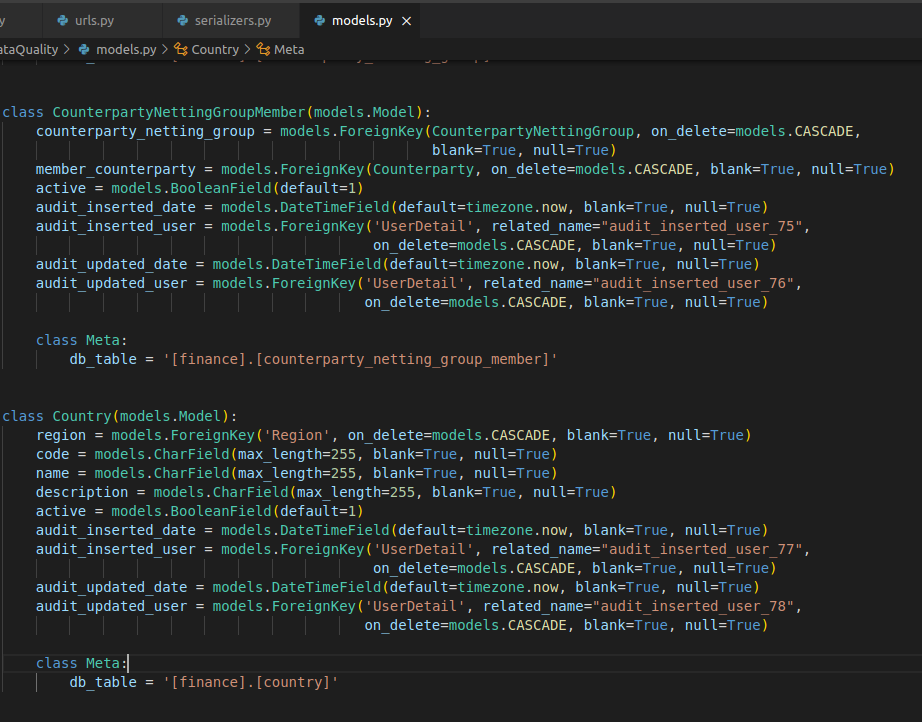 y urls.py serializers.py models.py ×
ataQuality > models.py > Country > Meta
class CounterpartyNettingGroupMember(models.Model):
    counterparty_netting_group = models.ForeignKey(CounterpartyNettingGroup, on_delete=models.CASCADE,
                                                   blank=True, null=True)
    member_counterparty = models.ForeignKey(Counterparty, on_delete=models.CASCADE, blank=True, null=True)
    active = models.BooleanField(default=1)
    audit_inserted_date = models.DateTimeField(default=timezone.now, blank=True, null=True)
    audit_inserted_user = models.ForeignKey('UserDetail', related_name="audit_inserted_user_75",
                                            on_delete=models.CASCADE, blank=True, null=True)
    audit_updated_date = models.DateTimeField(default=timezone.now, blank=True, null=True)
    audit_updated_user = models.ForeignKey('UserDetail', related_name="audit_inserted_user_76",
                                           on_delete=models.CASCADE, blank=True, null=True)
    class Meta:
        db_table = '[finance].[counterparty_netting_group_member]'
class Country(models.Model):
    region = models.ForeignKey('Region', on_delete=models.CASCADE, blank=True, null=True)
    code = models.CharField(max_length=255, blank=True, null=True)
    name = models.CharField(max_length=255, blank=True, null=True)
    description = models.CharField(max_length=255, blank=True, null=True)
    active = models.BooleanField(default=1)
    audit_inserted_date = models.DateTimeField(default=timezone.now, blank=True, null=True)
    audit_inserted_user = models.ForeignKey('UserDetail', related_name="audit_inserted_user_77",
                                            on_delete=models.CASCADE, blank=True, null=True)
    audit_updated_date = models.DateTimeField(default=timezone.now, blank=True, null=True)
    audit_updated_user = models.ForeignKey('UserDetail', related_name="audit_inserted_user_78",
                                           on_delete=models.CASCADE, blank=True, null=True)
    class Meta:
        db_table = '[finance].[country]'